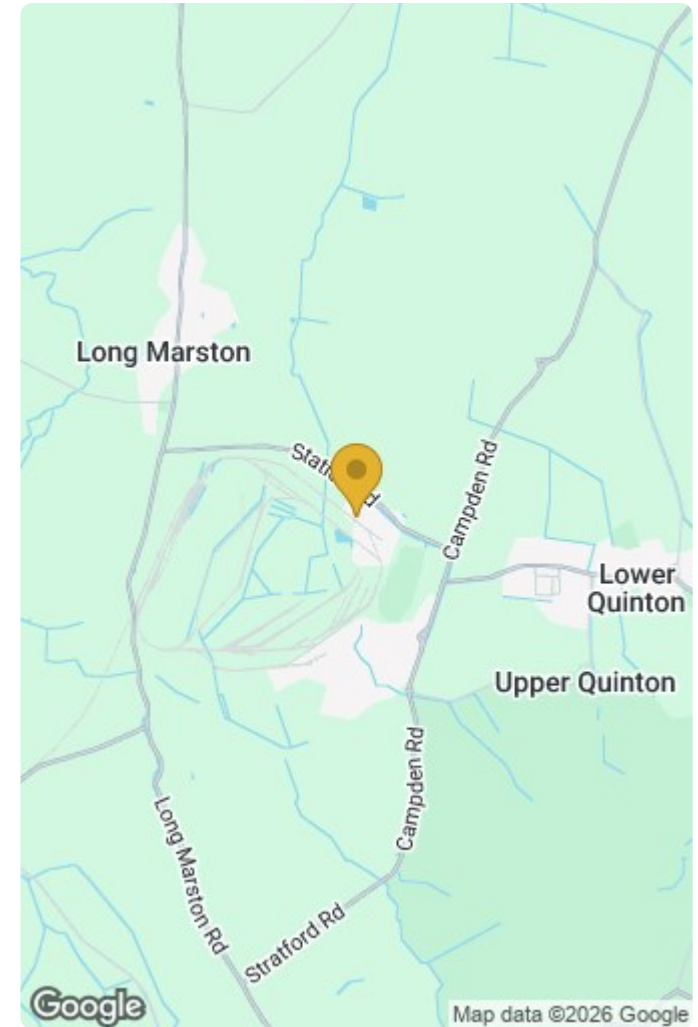 Long Marston
Campden Rd
Lower
Quinton
Upper Quinton
Campden Rd
Long Marston Rd
Stratford Rd
Google
Map data ©2026 Google